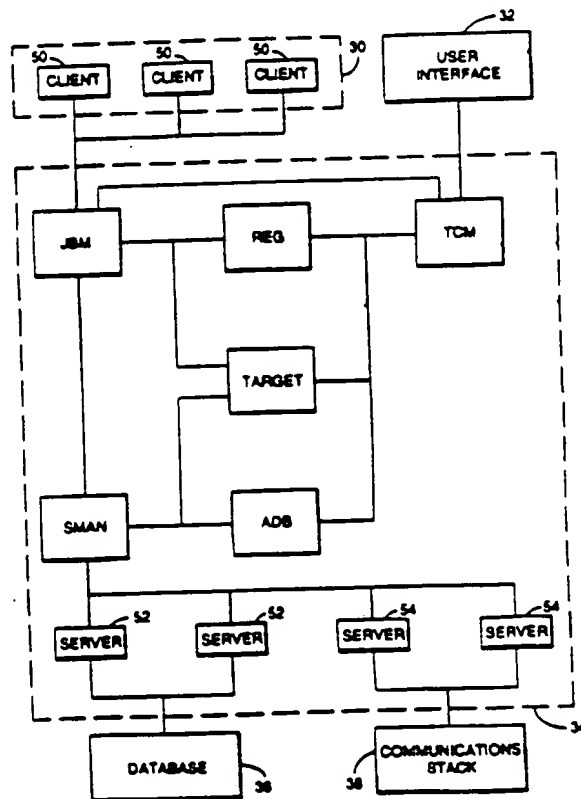 50 50 50 32
CLIENT CLIENT CLIENT 30
USER
INTERFACE
JBM REG TCM
TARGET
SMAN ADB
52 52 54 54
SERVER SERVER SERVER SERVER
34
DATABASE 36
38 COMMUNICATIONS
STACK